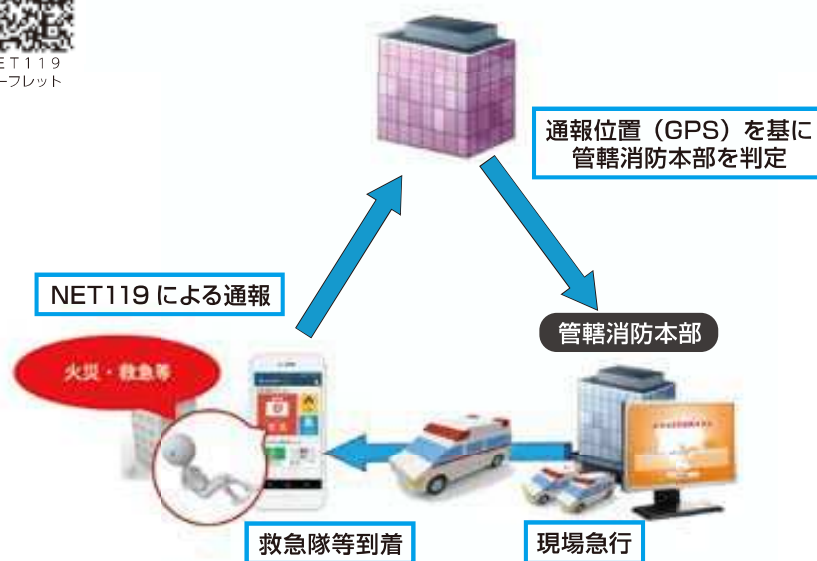 ET119
ーフレット
通報位置（GPS）を基に
管轄消防本部を判定
NET119による通報
管轄消防本部
火災・救急等
救急隊等到着
現場急行